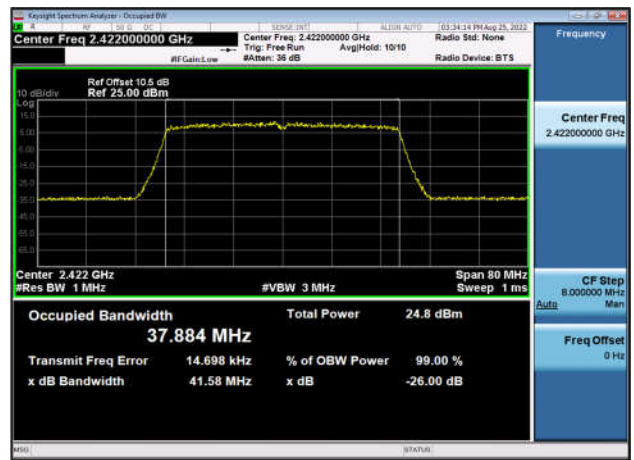 Keysight Spectrum Analyzer - Occupied BW
RF 50 Ω DC SENSE:INT ALIGN AUTO 03:34:14 PM Aug 25, 2022
Center Freq 2.422000000 GHz
Center Freq: 2.422000000 GHz
Radio Std: None
Trig: Free Run Avg|Hold: 10/10
#IFGain:Low #Atten: 36 dB Radio Device: BTS
Frequency
Ref Offset 10.5 dB
10 dB/div Ref 25.00 dBm
Log
15.0
5.00
-5.00
-15.0
-25.0
-35.0
-45.0
-55.0
-65.0
Center 2.422 GHz Span 80 MHz
#Res BW 1 MHz #VBW 3 MHz Sweep 1 ms
Occupied Bandwidth Total Power 24.8 dBm
37.884 MHz
Transmit Freq Error 14.698 kHz % of OBW Power 99.00 %
x dB Bandwidth 41.58 MHz x dB -26.00 dB
Center Freq
2.422000000 GHz
CF Step
8.000000 MHz
Auto Man
Freq Offset
0 Hz
MSG STATUS